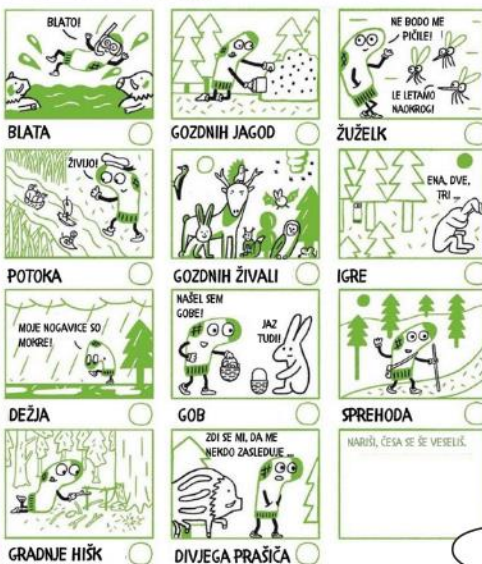 BLATO!
BLATA
GOZDNIH JAGOD
NE BODO ME
PIČILE!
LE LETAMO
NAOKROG!
ŽUŽELK
ŽIVIJO!
POTOKA
GOZDNIH ŽIVALI
ENA, DVE,
TRI ...
IGRE
MOJE NOGAVICE SO
MOKRE!
DEŽJA
NAŠEL SEM
GOBE!
JAZ
TUDI!
GOB
SPREHODA
GRADNJE HIŠK
ZDI SE MI, DA ME
NEKDO ZASLEDUJE ...
DIVJEGA PRAŠIČA
NARIŠI, ČESA SE ŠE VESELIŠ.